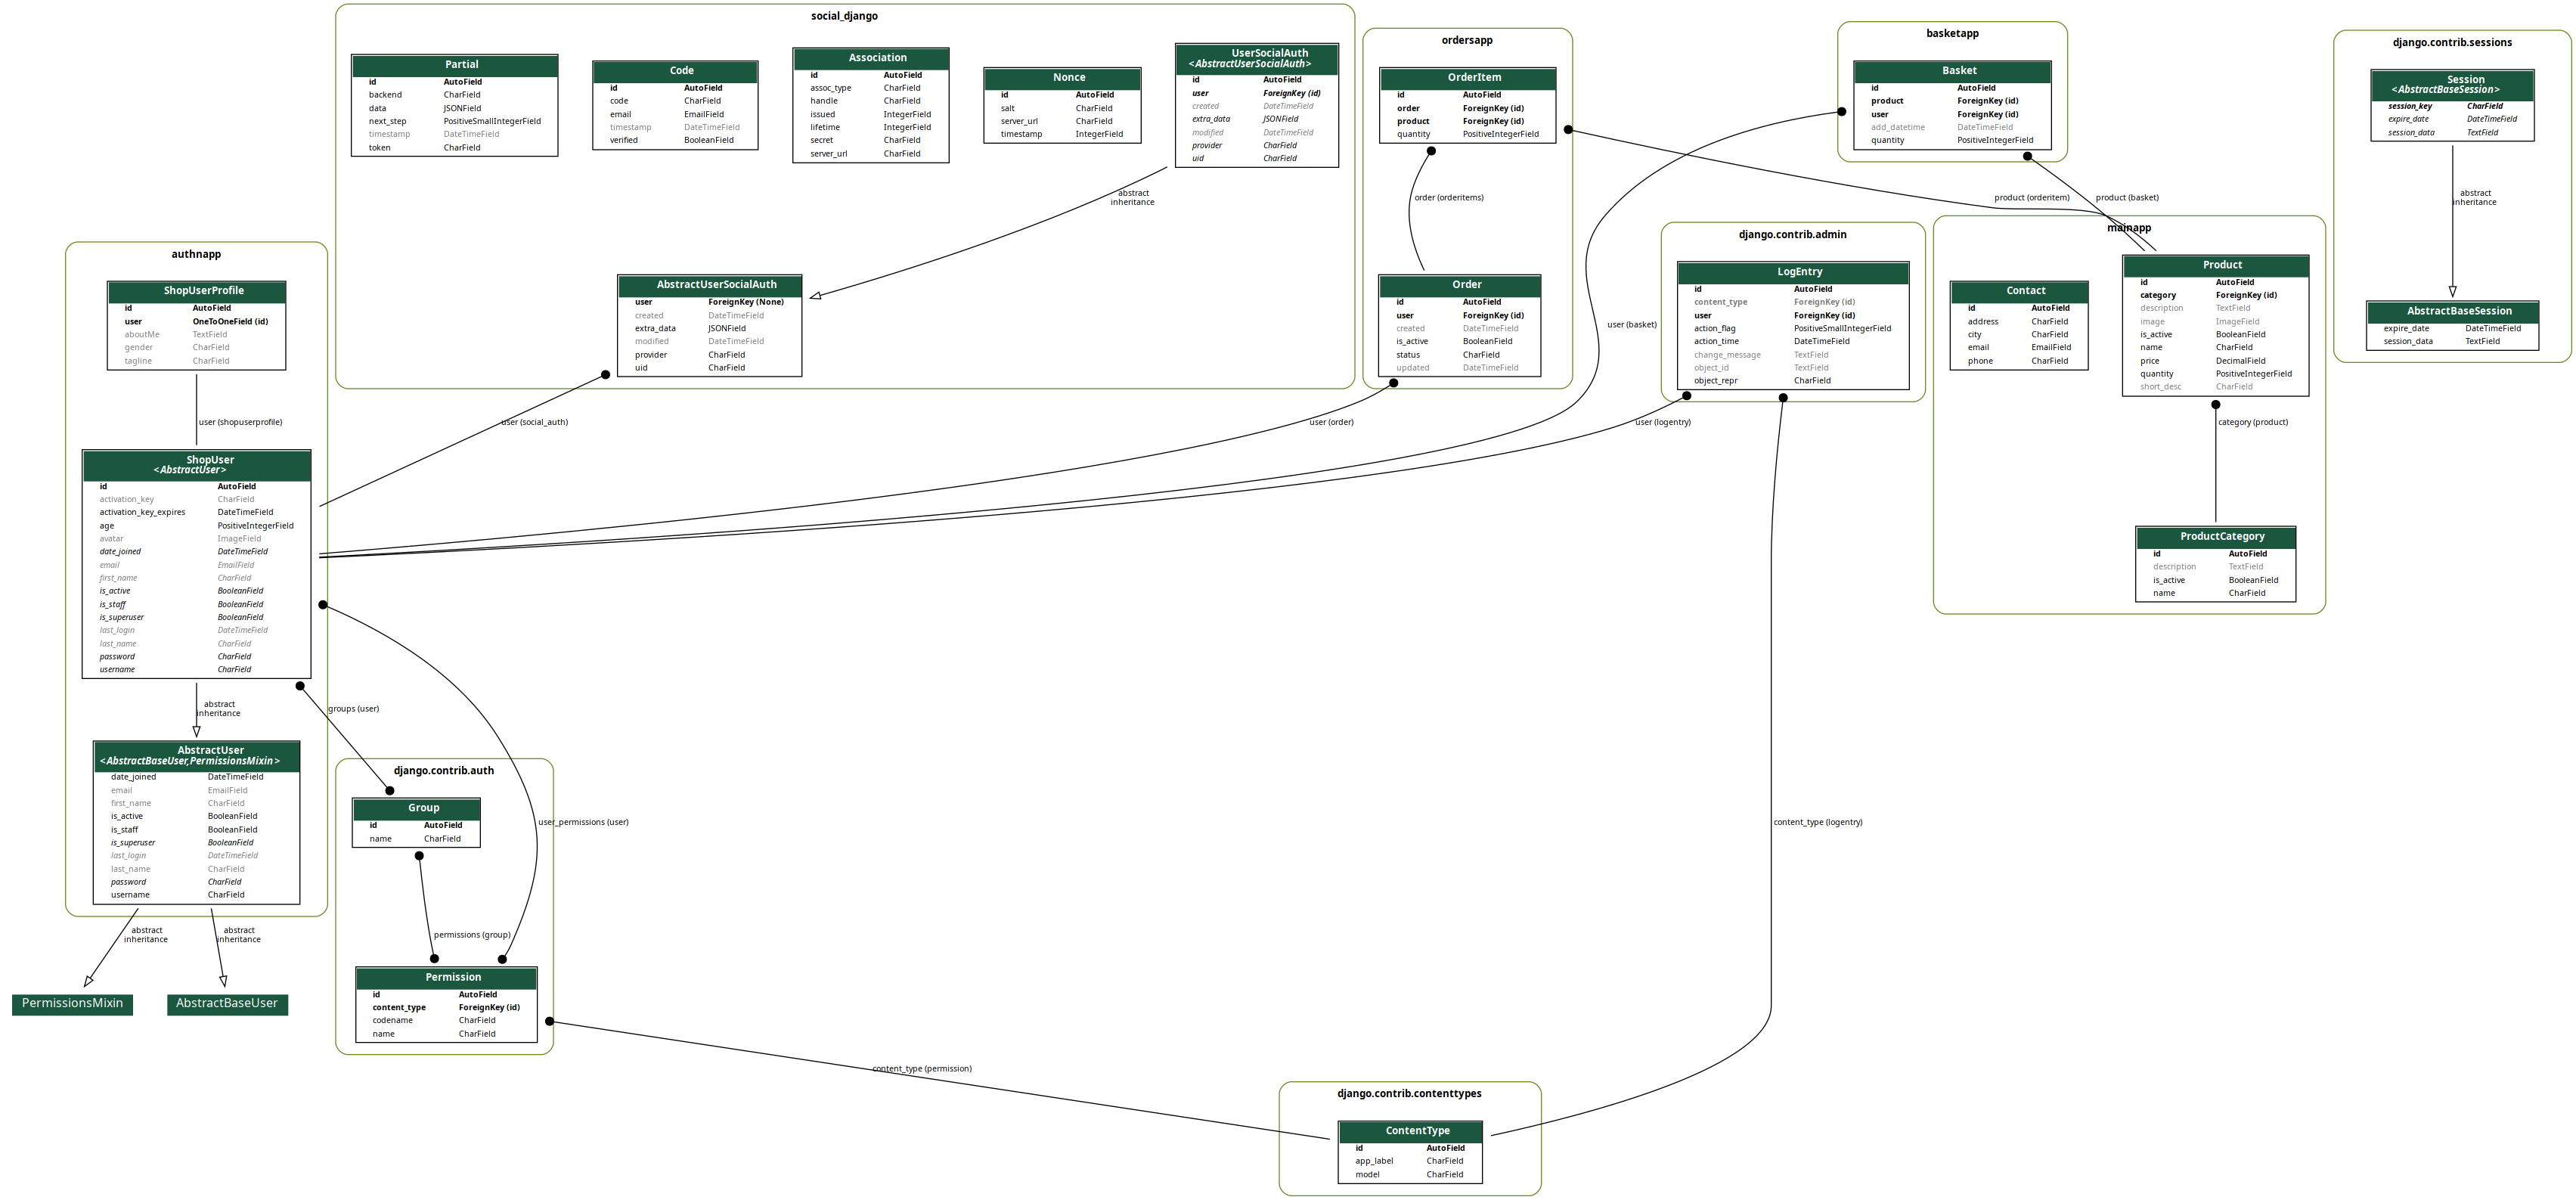 social_django
Partial
id AutoField
backend CharField
data JSONField
next_step PositiveSmallIntegerField
timestamp DateTimeField
token CharField
Code
id AutoField
code CharField
email EmailField
timestamp DateTimeField
verified BooleanField
Association
id AutoField
assoc_type CharField
handle CharField
issued IntegerField
lifetime IntegerField
secret CharField
server_url CharField
Nonce
id AutoField
salt CharField
server_url CharField
timestamp IntegerField
UserSocialAuth
<AbstractUserSocialAuth>
id AutoField
user ForeignKey (id)
created DateTimeField
extra_data JSONField
modified DateTimeField
provider CharField
uid CharField
abstract
inheritance
AbstractUserSocialAuth
user ForeignKey (None)
created DateTimeField
extra_data JSONField
modified DateTimeField
provider CharField
uid CharField
user (social_auth)
ordersapp
OrderItem
id AutoField
order ForeignKey (id)
product ForeignKey (id)
quantity PositiveIntegerField
order (orderitems)
Order
id AutoField
user ForeignKey (id)
created DateTimeField
is_active BooleanField
status CharField
updated DateTimeField
user (order)
basketapp
Basket
id AutoField
product ForeignKey (id)
user ForeignKey (id)
add_datetime DateTimeField
quantity PositiveIntegerField
product (orderitem)
product (basket)
user (basket)
django.contrib.sessions
Session
<AbstractBaseSession>
session_key CharField
expire_date DateTimeField
session_data TextField
abstract
inheritance
AbstractBaseSession
expire_date DateTimeField
session_data TextField
django.contrib.admin
LogEntry
id AutoField
content_type ForeignKey (id)
user ForeignKey (id)
action_flag PositiveSmallIntegerField
action_time DateTimeField
change_message TextField
object_id TextField
object_repr CharField
user (logentry)
content_type (logentry)
mainapp
Contact
id AutoField
address CharField
city CharField
email EmailField
phone CharField
Product
id AutoField
category ForeignKey (id)
description TextField
image ImageField
is_active BooleanField
name CharField
price DecimalField
quantity PositiveIntegerField
short_desc CharField
category (product)
ProductCategory
id AutoField
description TextField
is_active BooleanField
name CharField
authnapp
ShopUserProfile
id AutoField
user OneToOneField (id)
aboutMe TextField
gender CharField
tagline CharField
user (shopuserprofile)
ShopUser
<AbstractUser>
id AutoField
activation_key CharField
activation_key_expires DateTimeField
age PositiveIntegerField
avatar ImageField
date_joined DateTimeField
email EmailField
first_name CharField
is_active BooleanField
is_staff BooleanField
is_superuser BooleanField
last_login DateTimeField
last_name CharField
password CharField
username CharField
abstract
inheritance
groups (user)
user_permissions (user)
AbstractUser
<AbstractBaseUser,PermissionsMixin>
date_joined DateTimeField
email EmailField
first_name CharField
is_active BooleanField
is_staff BooleanField
is_superuser BooleanField
last_login DateTimeField
last_name CharField
password CharField
username CharField
abstract
inheritance
abstract
inheritance
PermissionsMixin
AbstractBaseUser
django.contrib.auth
Group
id AutoField
name CharField
permissions (group)
Permission
id AutoField
content_type ForeignKey (id)
codename CharField
name CharField
content_type (permission)
django.contrib.contenttypes
ContentType
id AutoField
app_label CharField
model CharField